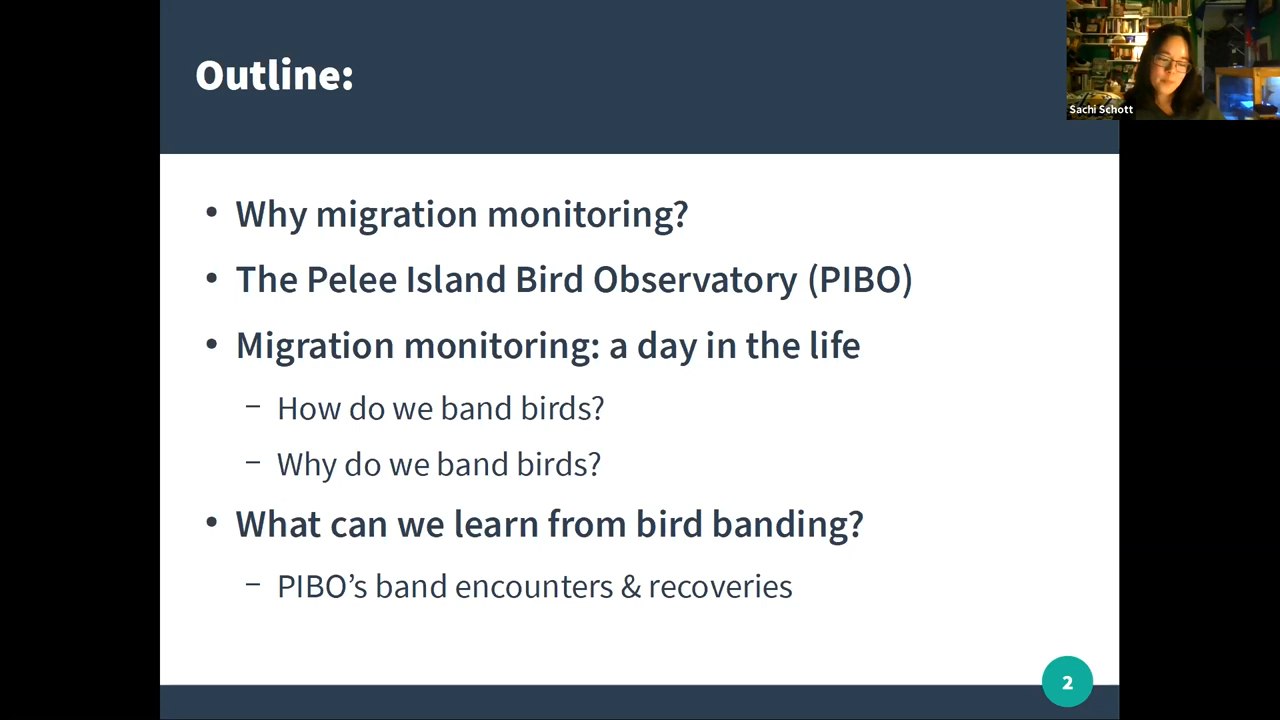 Outline:
Sachi Schott
• Why migration monitoring?
• The Pelee Island Bird Observatory (PIBO)
• Migration monitoring: a day in the life
– How do we band birds?
– Why do we band birds?
• What can we learn from bird banding?
– PIBO’s band encounters & recoveries
2